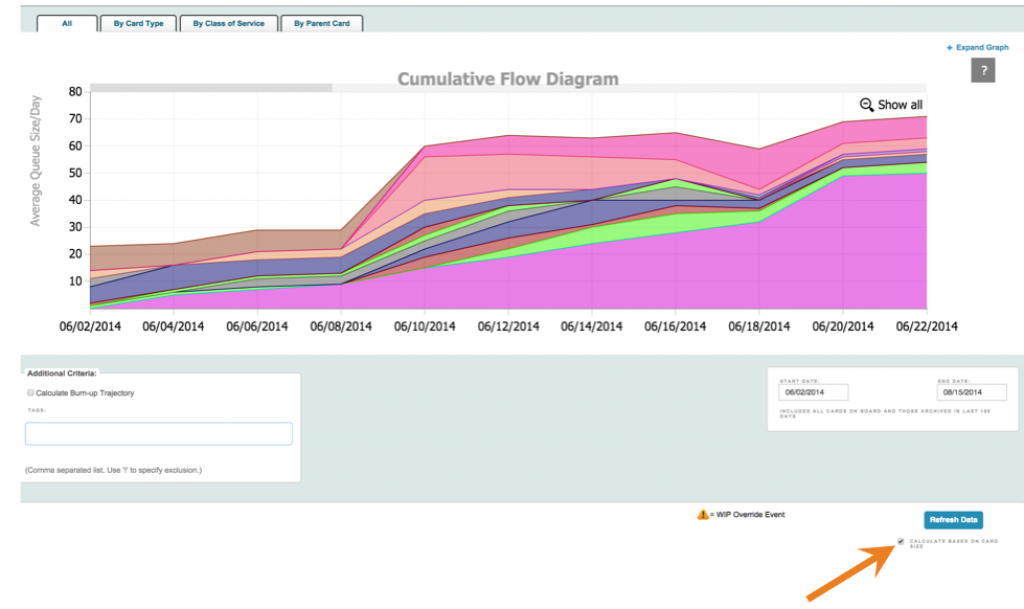 All By Card Type By Class of Service By Parent Card
+ Expand Graph
?
Cumulative Flow Diagram
Show all
Average Queue Size/Day
80
70
60
50
40
30
20
10
06/02/2014 06/04/2014 06/06/2014 06/08/2014 06/10/2014 06/12/2014 06/14/2014 06/16/2014 06/18/2014 06/20/2014 06/22/2014
Additional Criteria:
Calculate Burn-up Trajectory
TAGS:
(Comma separated list. Use '!' to specify exclusion.)
START DATE: END DATE:
06/02/2014 08/15/2014
INCLUDES ALL CARDS ON BOARD AND THOSE ARCHIVED IN LAST
DAYS
= WIP Override Event
Refresh Data
CALCULATE BASED ON CARD
SIZE